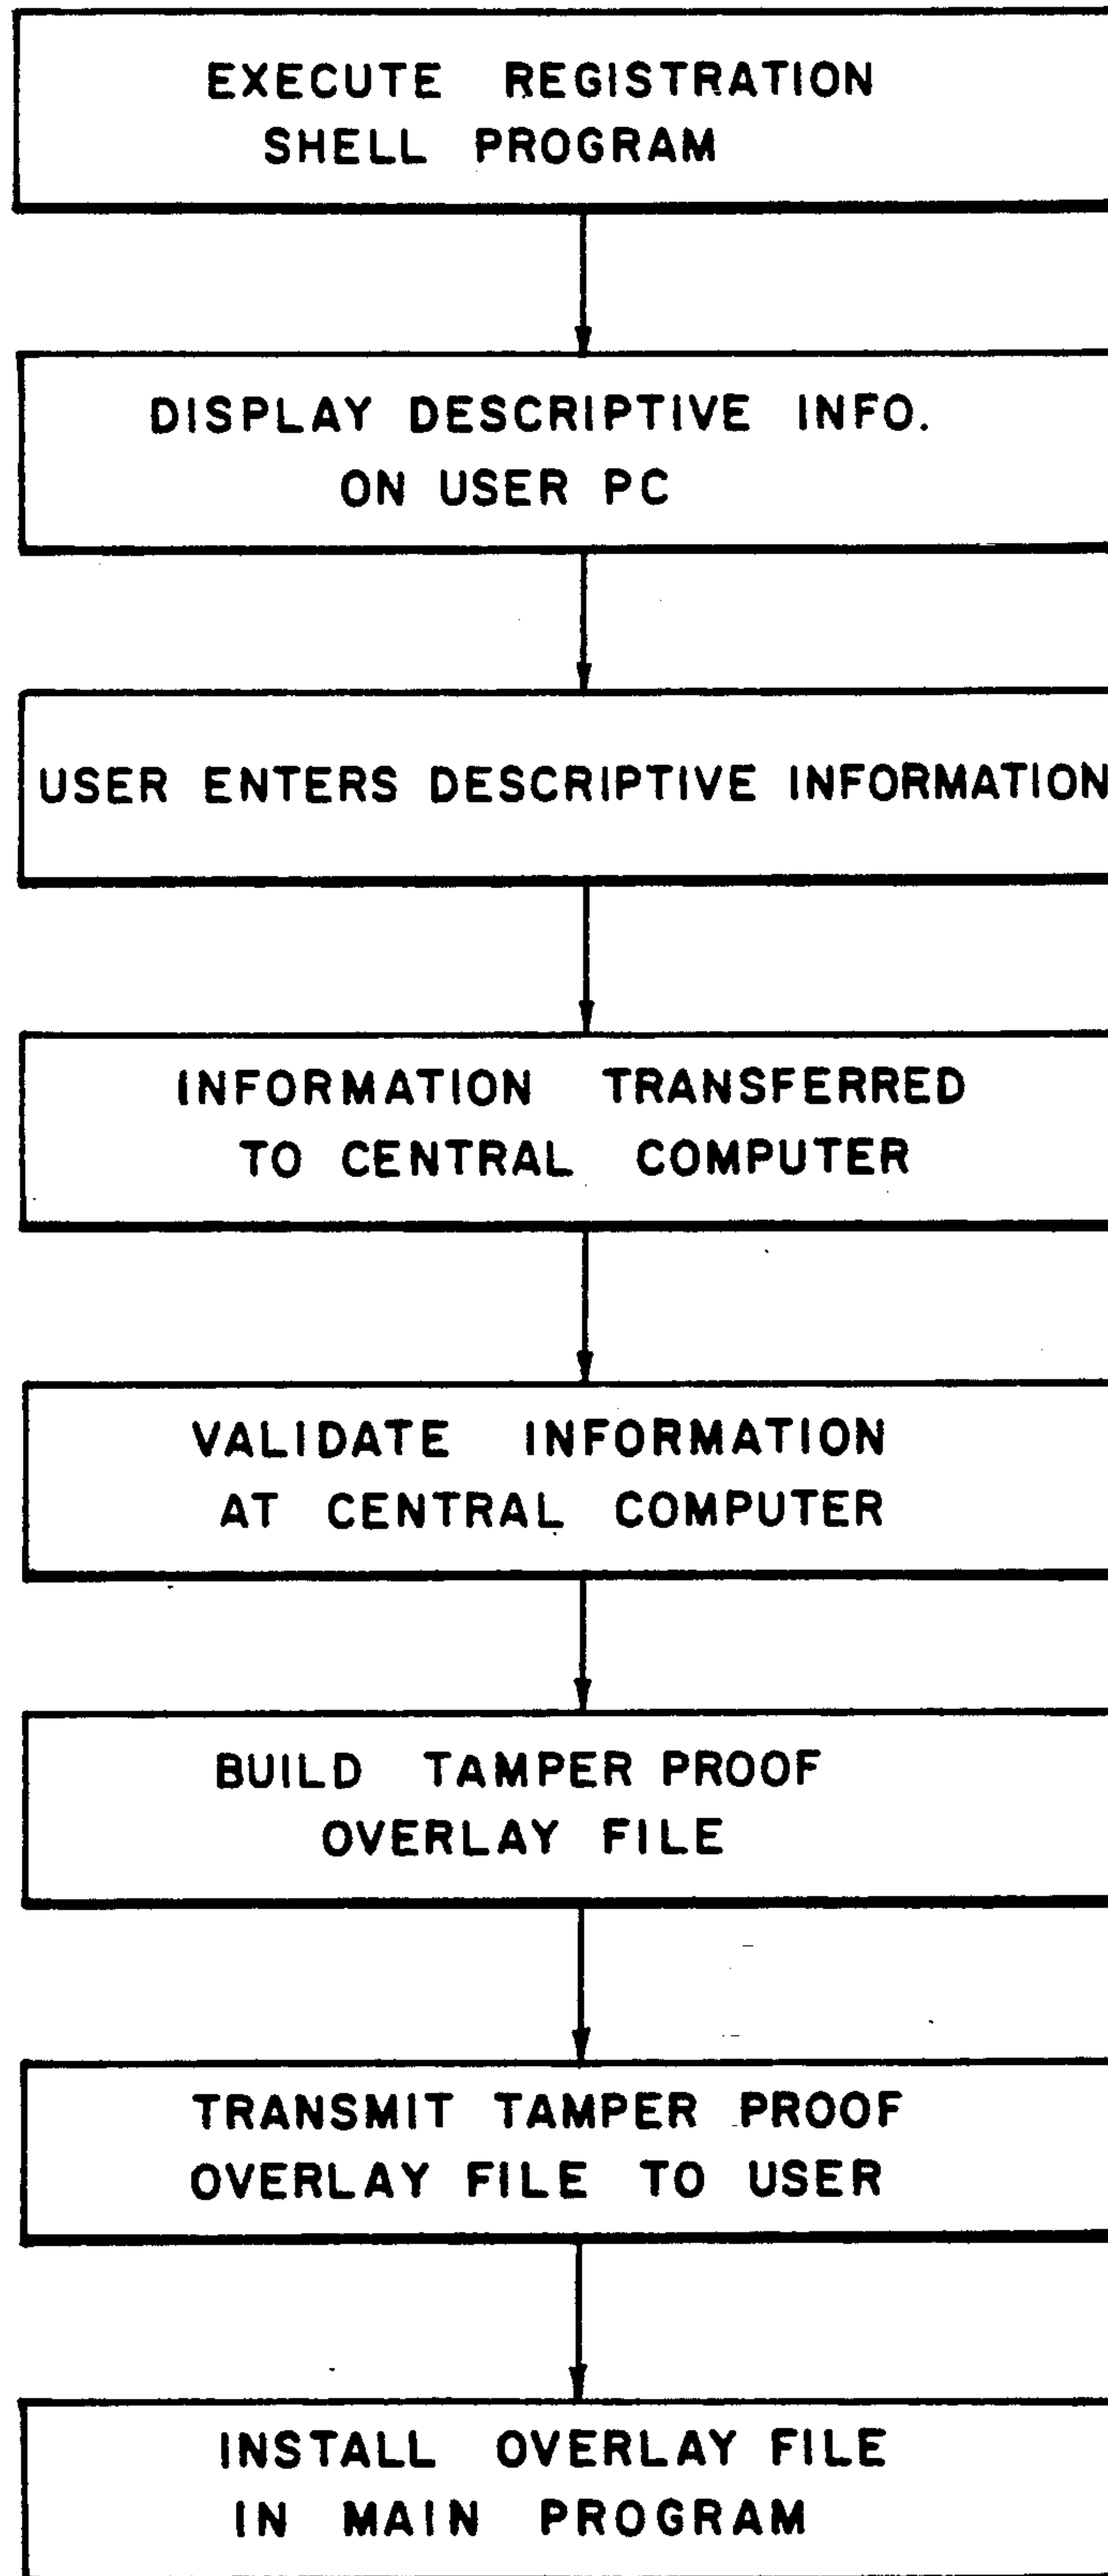 EXECUTE REGISTRATION
SHELL PROGRAM
DISPLAY DESCRIPTIVE INFO.
ON USER PC
USER ENTERS DESCRIPTIVE INFORMATION
INFORMATION TRANSFERRED
TO CENTRAL COMPUTER
VALIDATE INFORMATION
AT CENTRAL COMPUTER
BUILD TAMPER PROOF
OVERLAY FILE
TRANSMIT TAMPER PROOF
OVERLAY FILE TO USER
INSTALL OVERLAY FILE
IN MAIN PROGRAM